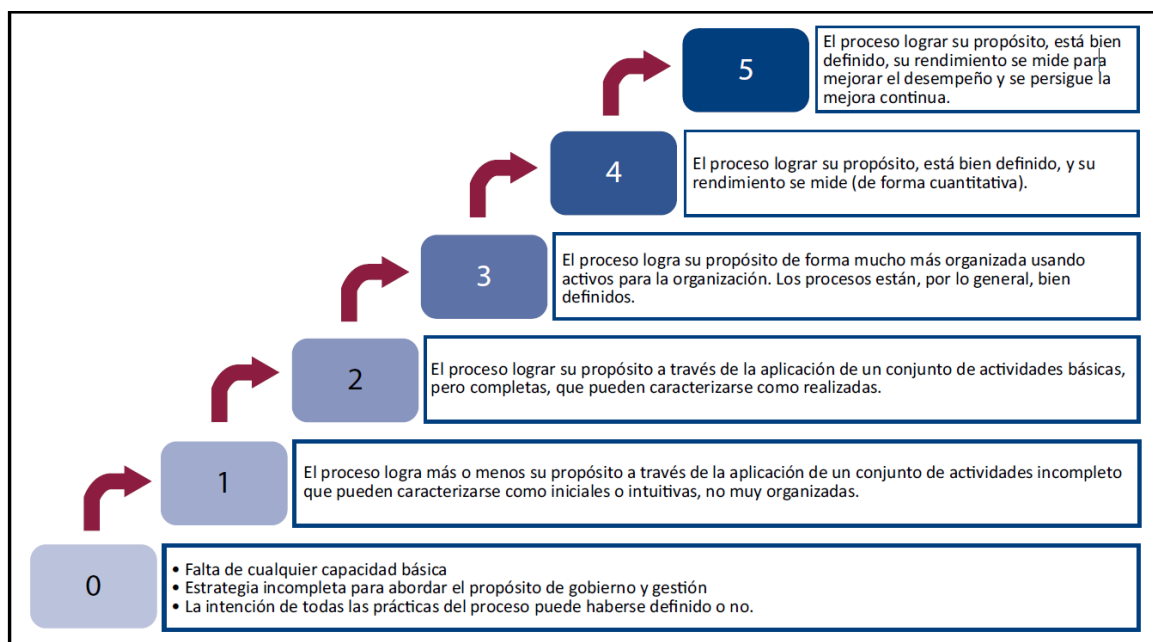 5
El proceso lograr su propósito, está bien
definido, su rendimiento se mide para
mejorar el desempeño y se persigue la
mejora continua.
4
El proceso lograr su propósito, está bien definido, y su
rendimiento se mide (de forma cuantitativa).
3
El proceso logra su propósito de forma mucho más organizada usando
activos para la organización. Los procesos están, por lo general, bien
definidos.
2
El proceso lograr su propósito a través de la aplicación de un conjunto de actividades básicas,
pero completas, que pueden caracterizarse como realizadas.
1
El proceso logra más o menos su propósito a través de la aplicación de un conjunto de actividades incompleto
que pueden caracterizarse como iniciales o intuitivas, no muy organizadas.
0
• Falta de cualquier capacidad básica
• Estrategia incompleta para abordar el propósito de gobierno y gestión
• La intención de todas las prácticas del proceso puede haberse definido o no.